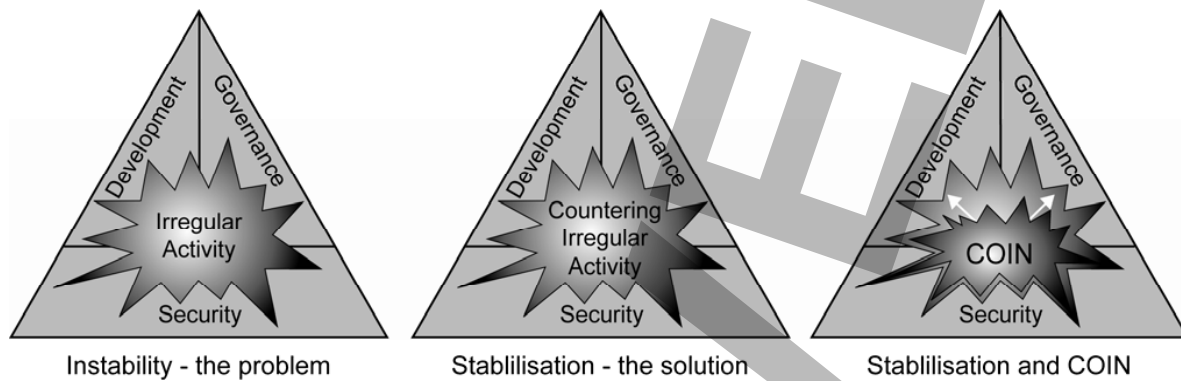 Development
Governance
Irregular
Activity
Security
Instability - the problem
Development
Governance
Countering
Irregular
Activity
Security
Stablilisation - the solution
Development
Governance
COIN
Security
Stablilisation and COIN